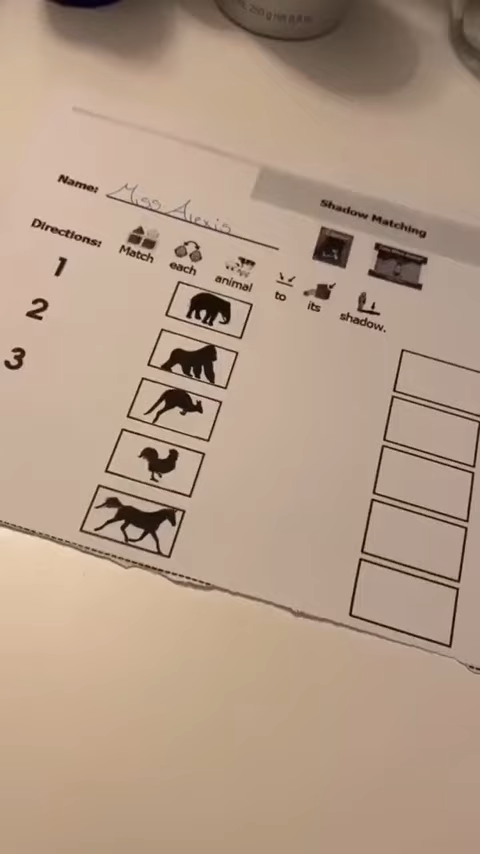 Name: Miss Alexis
Shadow Matching
Directions: Match each animal to its shadow.
1
2
3